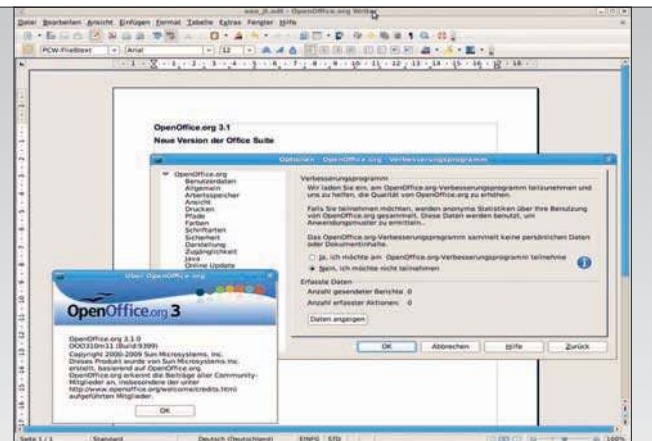 ooo_jt.odt - OpenOffice.org Writer
Datei Bearbeiten Ansicht Einfügen Format Tabelle Extras Fenster Hilfe
PCW-Fließtext Arial 12
OpenOffice.org 3.1
Neue Version der Office Suite
Optionen - OpenOffice.org - Verbesserungsprogramm
OpenOffice.org
Benutzerdaten
Allgemein
Arbeitsspeicher
Ansicht
Drucken
Pfade
Farben
Schriftarten
Sicherheit
Darstellung
Zugänglichkeit
Java
Online Update
Verbesserungsprogramm
Wir laden Sie ein, am OpenOffice.org-Verbesserungsprogramm teilzunehmen und
uns zu helfen, die Qualität von OpenOffice.org zu erhöhen.
Falls Sie teilnehmen möchten, werden anonyme Statistiken über Ihre Benutzung
von OpenOffice.org gesammelt. Diese Daten werden benutzt, um
Anwendungsmuster zu ermitteln.
Das OpenOffice.org-Verbesserungsprogramm sammelt keine persönlichen Daten
oder Dokumentinhalte.
Ja, ich möchte am OpenOffice.org-Verbesserungsprogramm teilnehmen
Nein, ich möchte nicht teilnehmen
Erfasste Daten
Anzahl gesendeter Berichte: 0
Anzahl erfasster Aktionen: 0
Daten anzeigen
OK Abbrechen Hilfe Zurück
Über OpenOffice.org
OpenOffice.org 3
OpenOffice.org 3.1.0
OOO310m11 (Build:9399)
Copyright 2000-2009 Sun Microsystems, Inc.
Dieses Produkt wurde von Sun Microsystems Inc.
erstellt, basierend auf OpenOffice.org.
OpenOffice.org erkennt die Beiträge aller Community-
Mitglieder an, insbesondere der unter
http://www.openoffice.org/welcome/credits.html
aufgeführten Mitglieder.
OK
Seite 1 / 1 Standard Deutsch (Deutschland) EINFG STD 100%